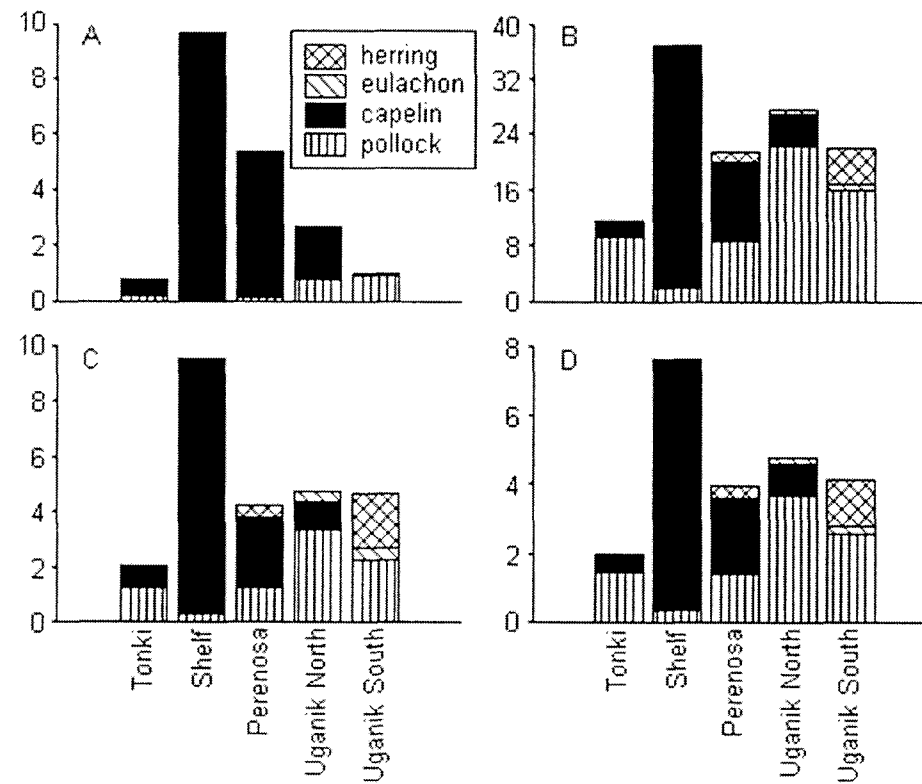 A
10
8
6
4
2
0
herring
eulachon
capelin
pollock
B
40
32
24
16
8
0
C
10
8
6
4
2
0
Tonki
Shelf
Perenosa
Uganik North
Uganik South
D
8
6
4
2
0
Tonki
Shelf
Perenosa
Uganik North
Uganik South